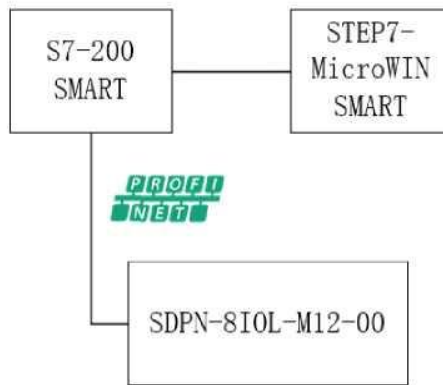 S7-200
SMART
STEP7-
MicroWIN
SMART
PROFI
NET
SDPN-8IOL-M12-00